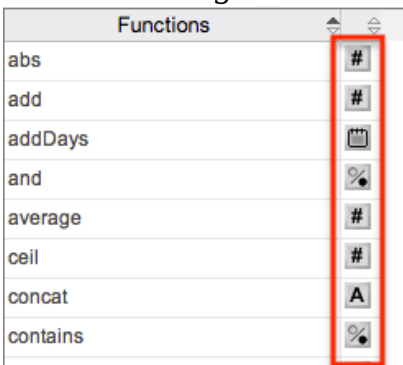 Functions
abs #
add #
addDays
and
average #
ceil #
concat A
contains